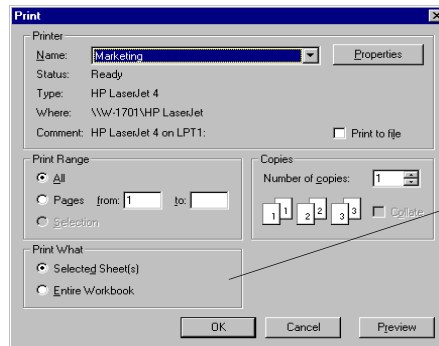 Print
Printer
Name: Marketing Properties
Status: Ready
Type: HP LaserJet 4
Where: \\W-1701\HP LaserJet
Comment: HP LaserJet 4 on LPT1: Print to file
Print Range Copies
All Number of copies: 1
Pages from: 1 to:
Selection
1 1 2 2 3 3 Collate
Print What
Selected Sheet(s)
Entire Workbook
OK Cancel Preview